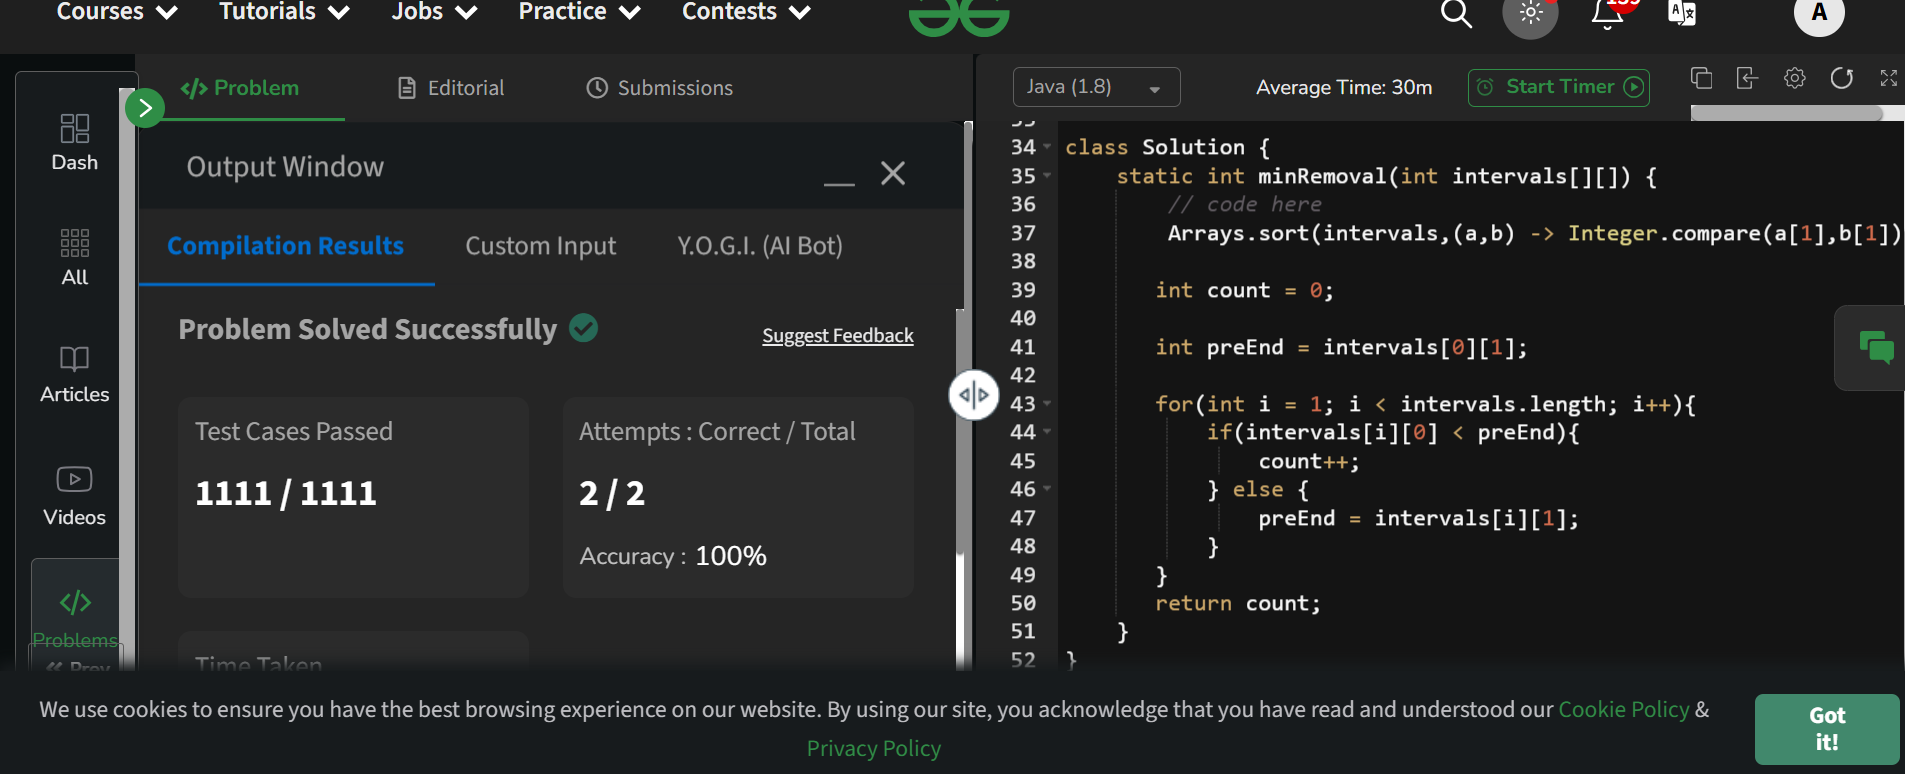 Courses Tutorials Jobs Practice Contests
A
Dash
All
Articles
Videos
Problems
Prev
Problem Editorial Submissions
Output Window
Compilation Results Custom Input Y.O.G.I. (AI Bot)
Problem Solved Successfully
Suggest Feedback
Test Cases Passed
1111 / 1111
Attempts : Correct / Total
2 / 2
Accuracy : 100%
Time Taken
Java (1.8) Average Time: 30m Start Timer
34 class Solution {
35 static int minRemoval(int intervals[][]) {
36 // code here
37 Arrays.sort(intervals,(a,b) -> Integer.compare(a[1],b[1])
38
39 int count = 0;
40
41 int preEnd = intervals[0][1];
42
43 for(int i = 1; i < intervals.length; i++){
44 if(intervals[i][0] < preEnd){
45 count++;
46 } else {
47 preEnd = intervals[i][1];
48 }
49 }
50 return count;
51 }
52 }
We use cookies to ensure you have the best browsing experience on our website. By using our site, you acknowledge that you have read and understood our Cookie Policy &
Privacy Policy
Got
it!